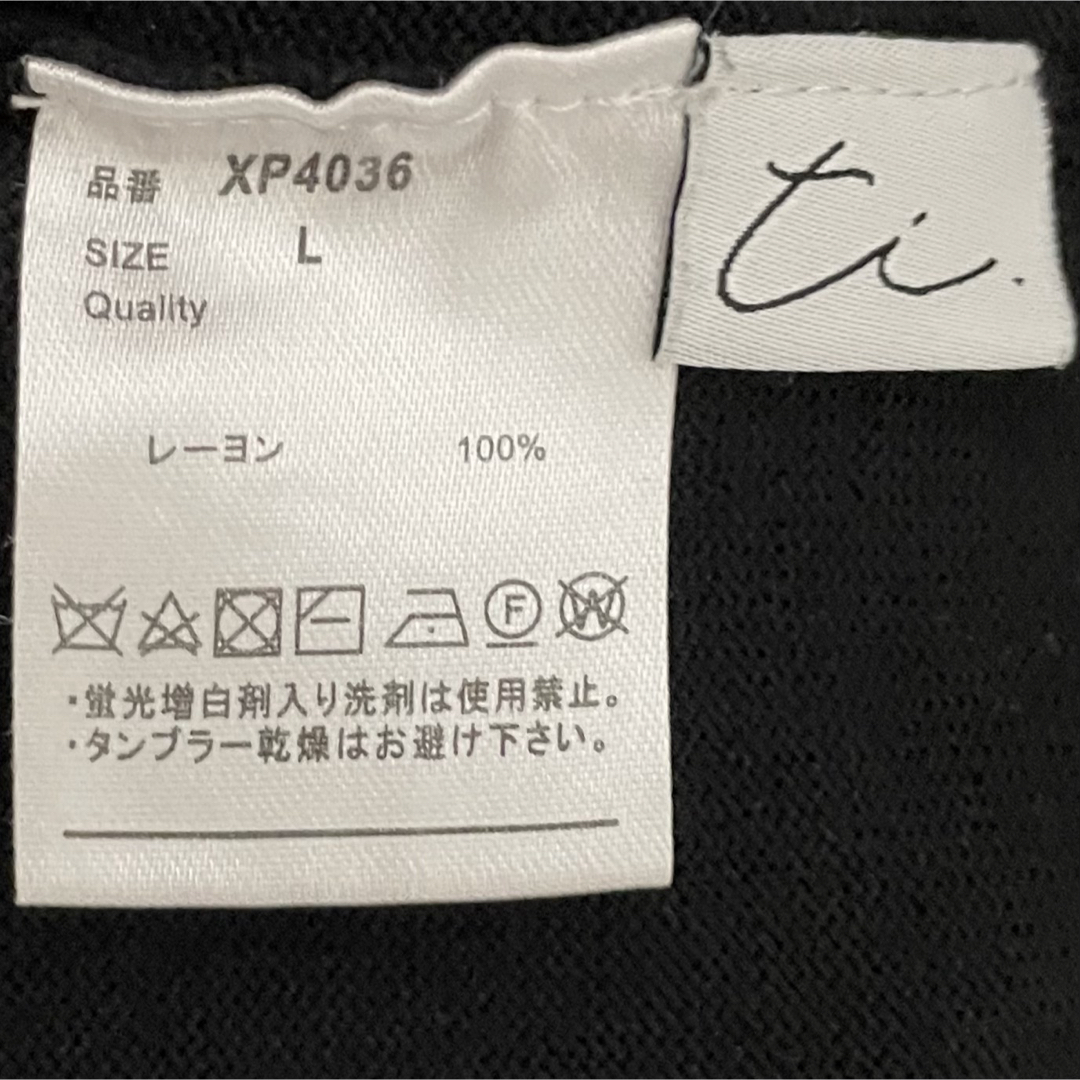 品番 XP4036
SIZE L
Quality
レーヨン 100%
F W
・蛍光増白剤入り洗剤は使用禁止。
・タンブラー乾燥はお避け下さい。
ti.